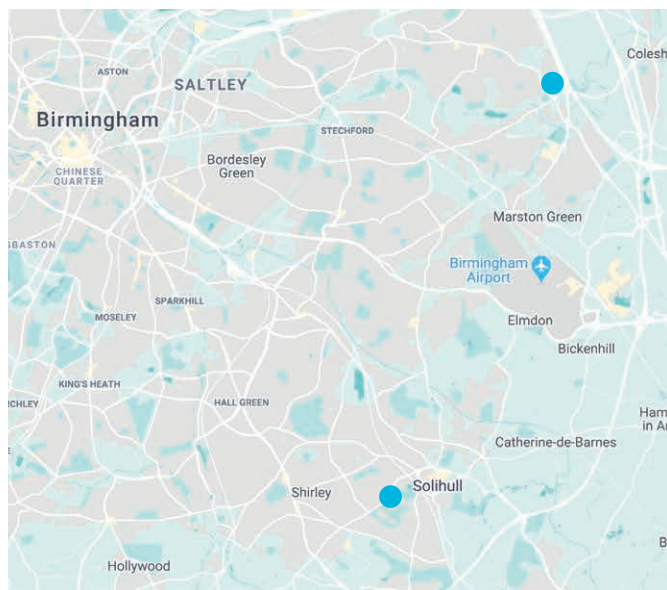 Colesh
ASTON
SALTLEY
Birmingham
STECHFORD
Bordesley
Green
CHINESE
QUARTER
Marston Green
GBASTON
Birmingham
Airport
SPARKHILL
MOSELEY
Elmdon
Bickenhill
KING'S HEATH
RCHLEY
HALL GREEN
Ham
in Ar
Catherine-de-Barnes
E
Shirley
Solihull
B
Hollywood